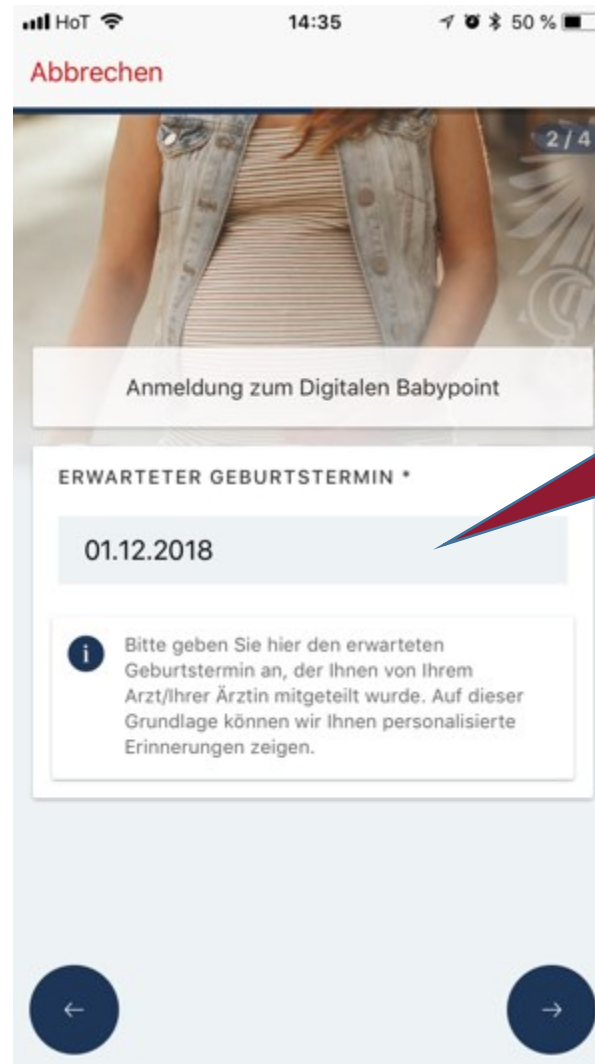 HoT 14:35 50 %
Abbrechen
2/4
Anmeldung zum Digitalen Babypoint
ERWARTETER GEBURTSTERMIN *
01.12.2018
i Bitte geben Sie hier den erwarteten
Geburtstermin an, der Ihnen von Ihrem
Arzt/Ihrer Ärztin mitgeteilt wurde. Auf dieser
Grundlage können wir Ihnen personalisierte
Erinnerungen zeigen.